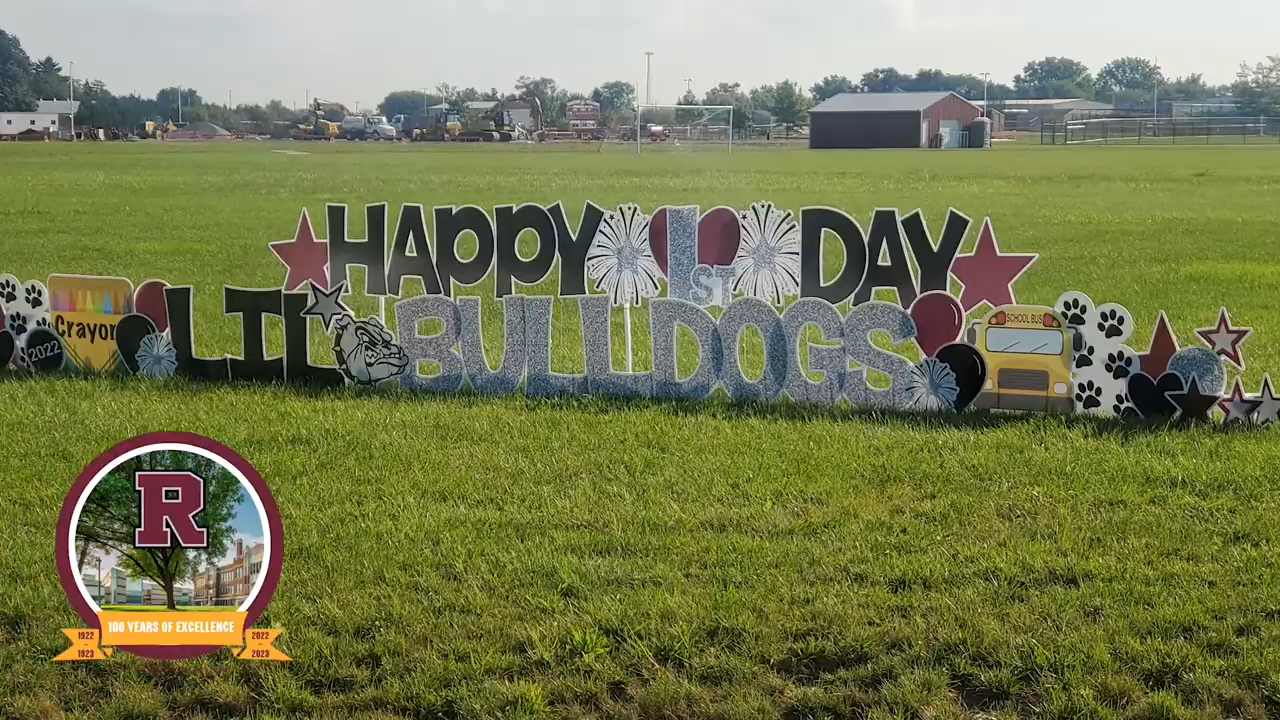 HAPPY 1ST DAY
LIL BULLDOGS
Crayon
2022
SCHOOL BUS
R
100 YEARS OF EXCELLENCE
1922
1923
2022
2023